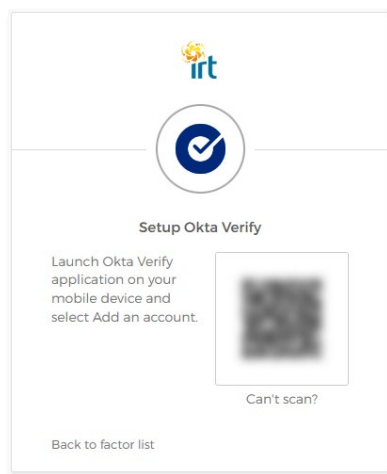 irt
Setup Okta Verify
Launch Okta Verify
application on your
mobile device and
select Add an account.
Can't scan?
Back to factor list